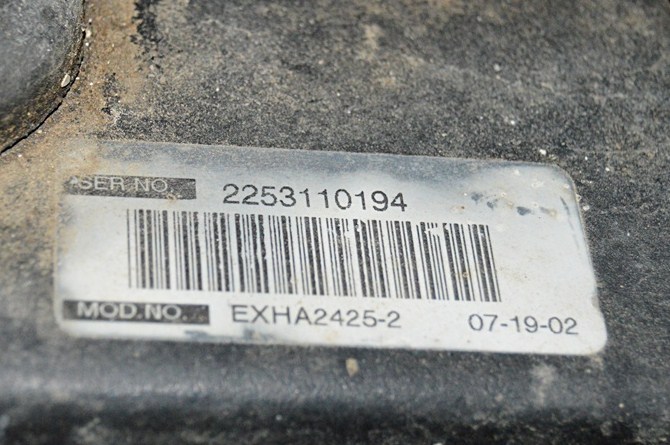 SER NO. 2253110194
MOD.NO. EXHA2425-2 07-19-02